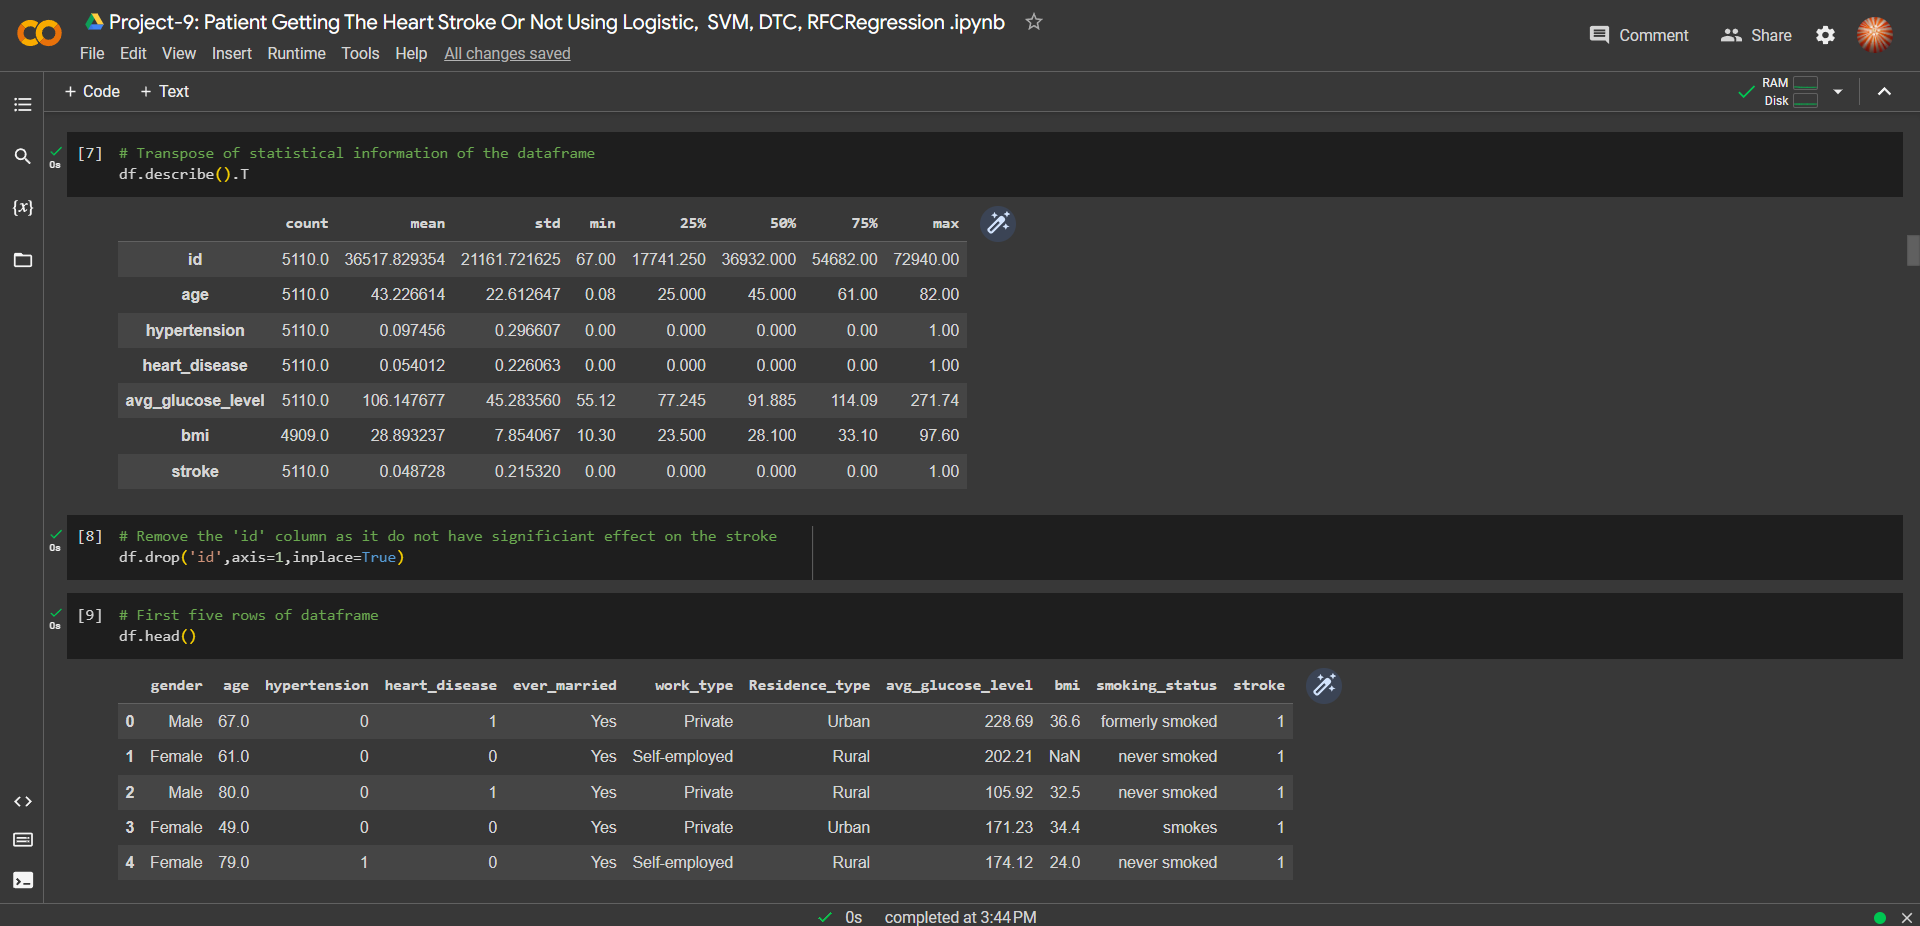 Project-9: Patient Getting The Heart Stroke Or Not Using Logistic, SVM, DTC, RFCRegression .ipynb
File Edit View Insert Runtime Tools Help All changes saved
Comment Share
+ Code + Text
RAM
Disk
0s [7] # Transpose of statistical information of the dataframe
df.describe().T
count mean std min 25% 50% 75% max
id 5110.0 36517.829354 21161.721625 67.00 17741.250 36932.000 54682.00 72940.00
age 5110.0 43.226614 22.612647 0.08 25.000 45.000 61.00 82.00
hypertension 5110.0 0.097456 0.296607 0.00 0.000 0.000 0.00 1.00
heart_disease 5110.0 0.054012 0.226063 0.00 0.000 0.000 0.00 1.00
avg_glucose_level 5110.0 106.147677 45.283560 55.12 77.245 91.885 114.09 271.74
bmi 4909.0 28.893237 7.854067 10.30 23.500 28.100 33.10 97.60
stroke 5110.0 0.048728 0.215320 0.00 0.000 0.000 0.00 1.00
0s [8] # Remove the 'id' column as it do not have significiant effect on the stroke
df.drop('id',axis=1,inplace=True)
0s [9] # First five rows of dataframe
df.head()
gender age hypertension heart_disease ever_married work_type Residence_type avg_glucose_level bmi smoking_status stroke
0 Male 67.0 0 1 Yes Private Urban 228.69 36.6 formerly smoked 1
1 Female 61.0 0 0 Yes Self-employed Rural 202.21 NaN never smoked 1
2 Male 80.0 0 1 Yes Private Rural 105.92 32.5 never smoked 1
3 Female 49.0 0 0 Yes Private Urban 171.23 34.4 smokes 1
4 Female 79.0 1 0 Yes Self-employed Rural 174.12 24.0 never smoked 1
0s completed at 3:44 PM